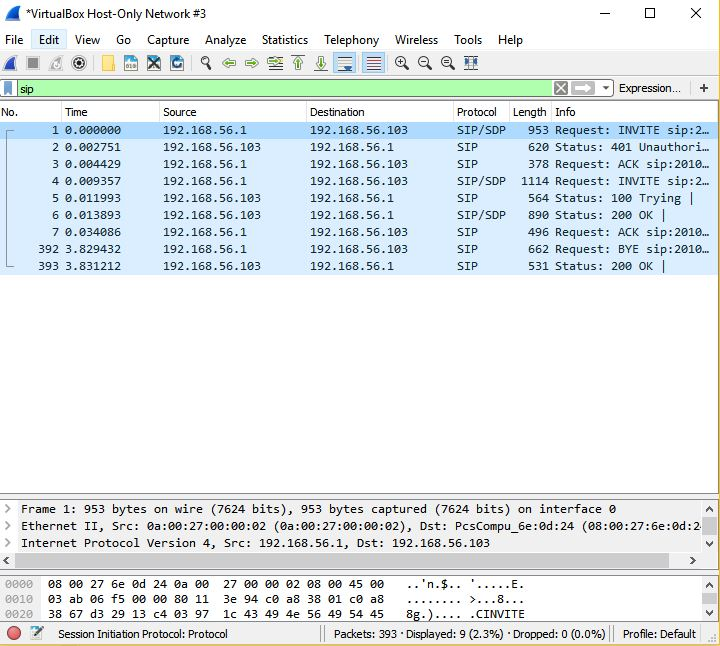 *VirtualBox Host-Only Network #3
File Edit View Go Capture Analyze Statistics Telephony Wireless Tools Help
sip Expression... +
No. Time Source Destination Protocol Length Info
1 0.000000 192.168.56.1 192.168.56.103 SIP/SDP 953 Request: INVITE sip:2...
2 0.002751 192.168.56.103 192.168.56.1 SIP 620 Status: 401 Unauthori...
3 0.004429 192.168.56.1 192.168.56.103 SIP 378 Request: ACK sip:2010...
4 0.009357 192.168.56.1 192.168.56.103 SIP/SDP 1114 Request: INVITE sip:2...
5 0.011993 192.168.56.103 192.168.56.1 SIP 564 Status: 100 Trying |
6 0.013893 192.168.56.103 192.168.56.1 SIP/SDP 890 Status: 200 OK |
7 0.034086 192.168.56.1 192.168.56.103 SIP 496 Request: ACK sip:2010...
392 3.829432 192.168.56.1 192.168.56.103 SIP 662 Request: BYE sip:2010...
393 3.831212 192.168.56.103 192.168.56.1 SIP 531 Status: 200 OK |
Frame 1: 953 bytes on wire (7624 bits), 953 bytes captured (7624 bits) on interface 0
Ethernet II, Src: 0a:00:27:00:00:02 (0a:00:27:00:00:02), Dst: PcsCompu_6e:0d:24 (08:00:27:6e:0d:24
Internet Protocol Version 4, Src: 192.168.56.1, Dst: 192.168.56.103
0000 08 00 27 6e 0d 24 0a 00 27 00 00 02 08 00 45 00 ..'n.$.. '.....E.
0010 03 ab 06 f5 00 00 80 11 3e 94 c0 a8 38 01 c0 a8 ........ >...8...
0020 38 67 d3 29 13 c4 03 97 1c 43 49 4e 56 49 54 45 8g.).... .CINVITE
Session Initiation Protocol: Protocol Packets: 393 · Displayed: 9 (2.3%) · Dropped: 0 (0.0%) Profile: Default